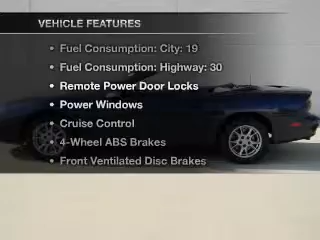 VEHICLE FEATURES
• Fuel Consumption: City: 19
• Fuel Consumption: Highway: 30
• Remote Power Door Locks
• Power Windows
• Cruise Control
• 4-Wheel ABS Brakes
• Front Ventilated Disc Brakes